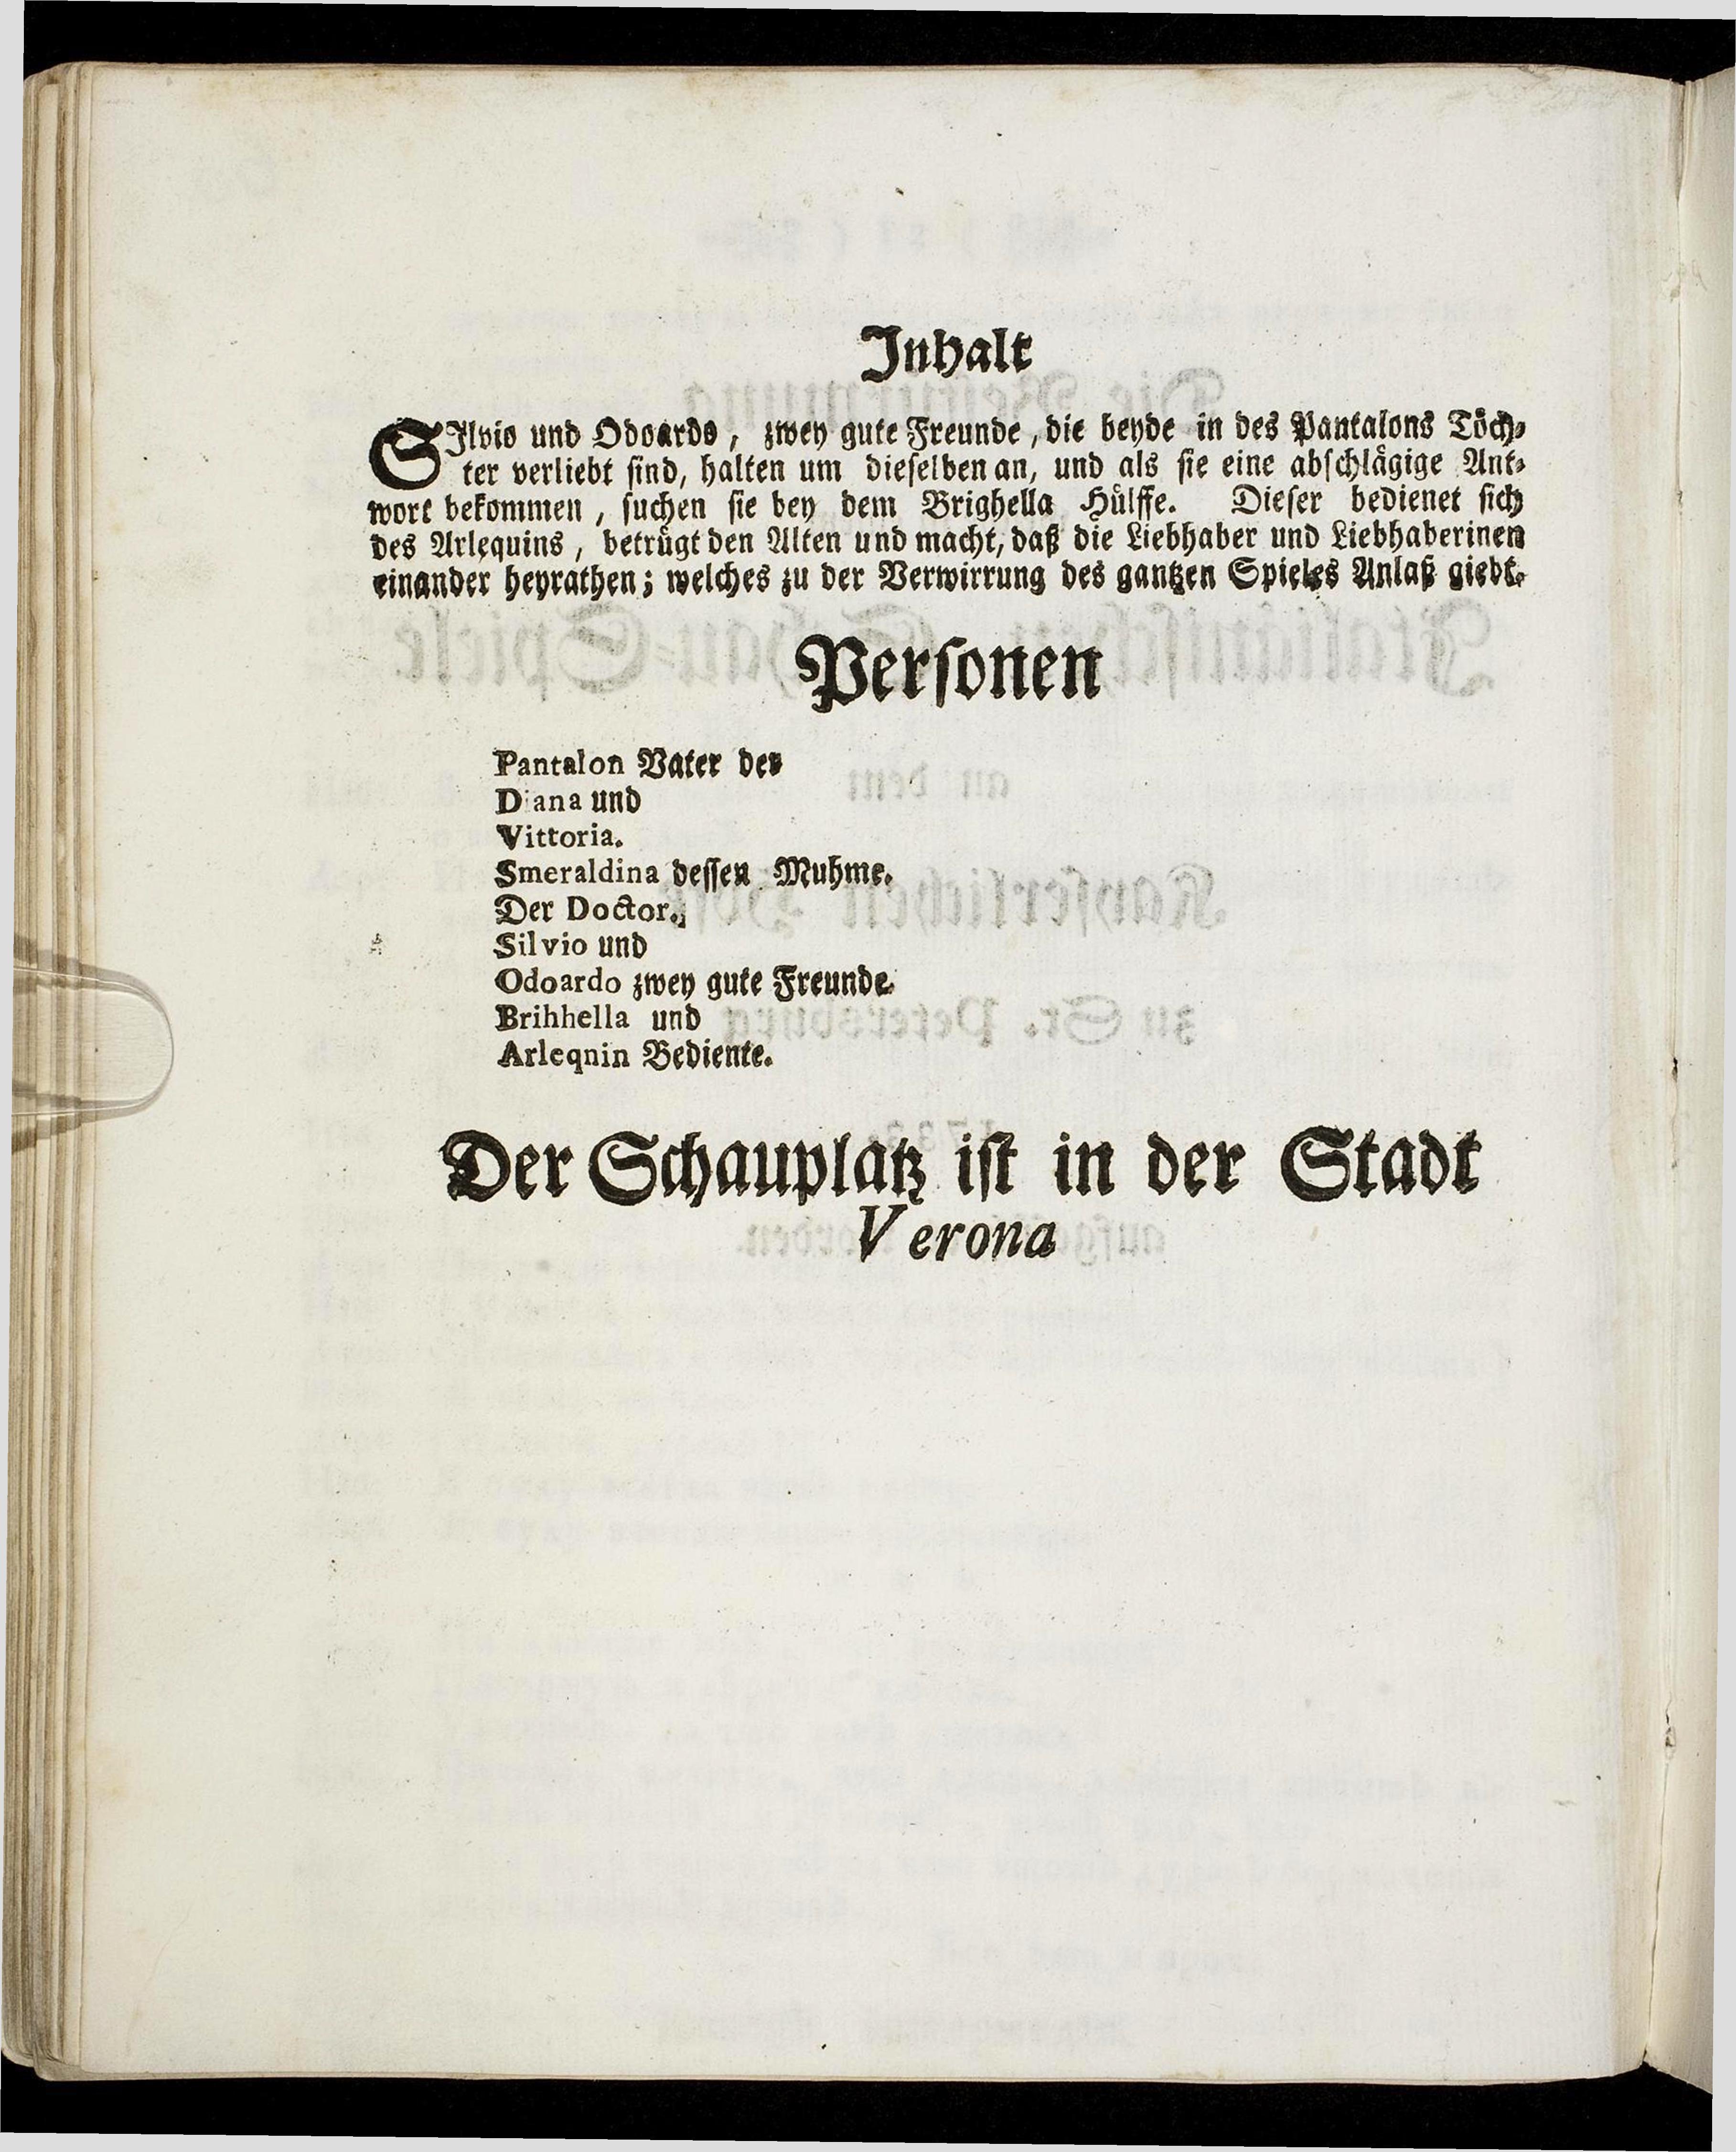 Inhalt
SIlvio und Odoardo, zwey gute Freunde, die beyde in des Pantalons Töch-
ter verliebt sind, halten um dieselben an, und als sie eine abschlägige Ant-
wort bekommen, suchen sie bey dem Brighella Hülffe. Dieser bedienet sich
des Arlequins, betrügt den Alten und macht, daß die Liebhaber und Liebhaberinen
einander heyrathen; welches zu der Verwirrung des gantzen Spieles Anlaß giebt.
Personen
Pantalon Vater der
Diana und
Vittoria.
Smeraldina dessen Muhme.
Der Doctor.
Silvio und
Odoardo zwey gute Freunde.
Brihhella und
Arleqnin Bediente.
Der Schauplatz ist in der Stadt
Verona